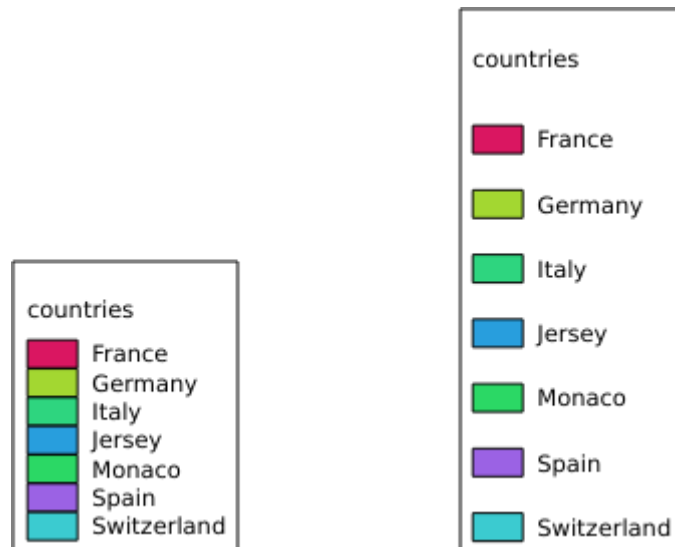 countries
France
Germany
Italy
Jersey
Monaco
Spain
Switzerland
countries
France
Germany
Italy
Jersey
Monaco
Spain
Switzerland